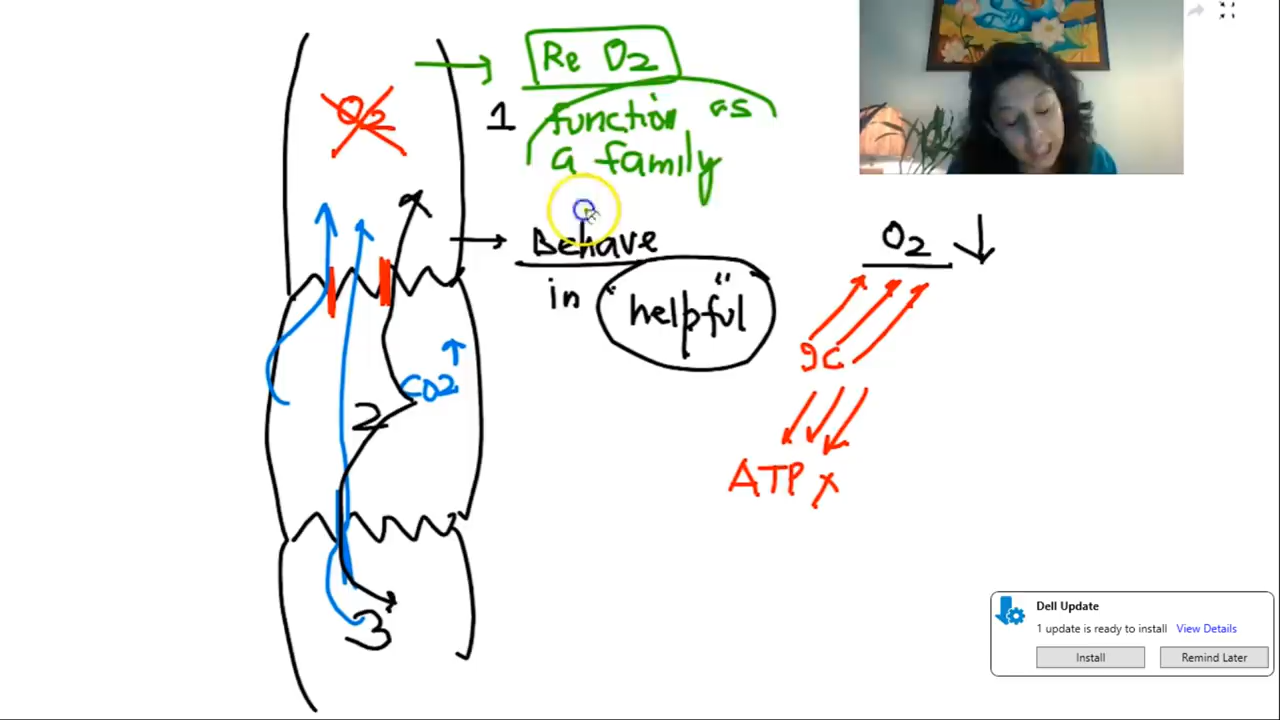 Re O2
O2
1 function as
a family
Behave
in "helpful"
O2 ↓
CO2 ↑
2
ATP x
3
Dell Update
1 update is ready to install View Details
Install Remind Later